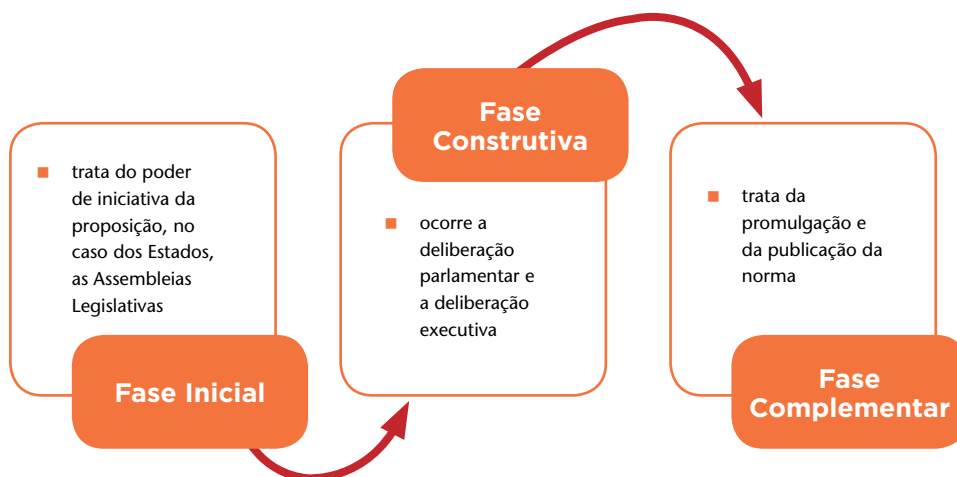 trata do poder
de iniciativa da
proposição, no
caso dos Estados,
as Assembleias
Legislativas
Fase Inicial
Fase
Construtiva
ocorre a
deliberação
parlamentar e
a deliberação
executiva
trata da
promulgação e
da publicação da
norma
Fase
Complementar